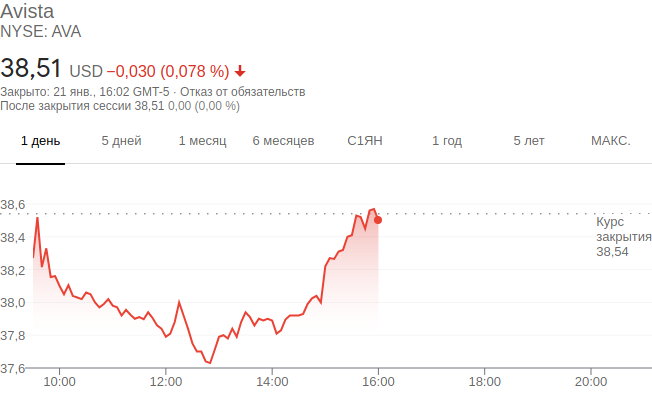 Avista
NYSE: AVA
38,51 USD −0,030 (0,078 %)
Закрыто: 21 янв., 16:02 GMT-5 · Отказ от обязательств
После закрытия сессии 38,51 0,00 (0,00 %)
1 день 5 дней 1 месяц 6 месяцев С1ЯН 1 год 5 лет МАКС.
38,6
Курс
38,4
закрытия
38,54
38,2
38,0
37,8
37,6
10:00 12:00 14:00 16:00 18:00 20:00